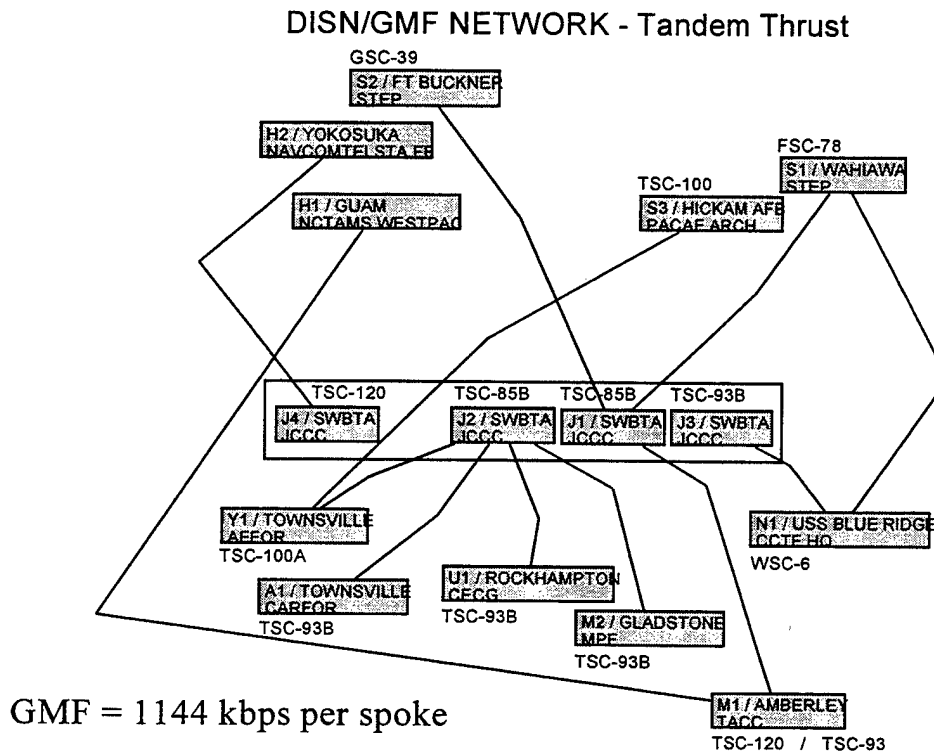 DISN/GMF NETWORK - Tandem Thrust
GSC-39
S2 / FT BUCKNER
STEP
H2 / YOKOSUKA
NAVCOMTELSTA FE
FSC-78
S1 / WAHIAWA
STEP
TSC-100
H1 / GUAM
NCTAMS WESTPAC
S3 / HICKAM AFB
PACAF ARCH
TSC-120
TSC-85B
TSC-85B
TSC-93B
J4 / SWBTA
JCCC
J2 / SWBTA
JCCC
J1 / SWBTA
JCCC
J3 / SWBTA
JCCC
Y1 / TOWNSVILLE
AFFOR
TSC-100A
N1 / USS BLUE RIDGE
CCTF HQ
WSC-6
A1 / TOWNSVILLE
CARFOR
TSC-93B
U1 / ROCKHAMPTON
CECG
TSC-93B
M2 / GLADSTONE
MPF
TSC-93B
M1 / AMBERLEY
TACC
TSC-120 / TSC-93
GMF = 1144 kbps per spoke